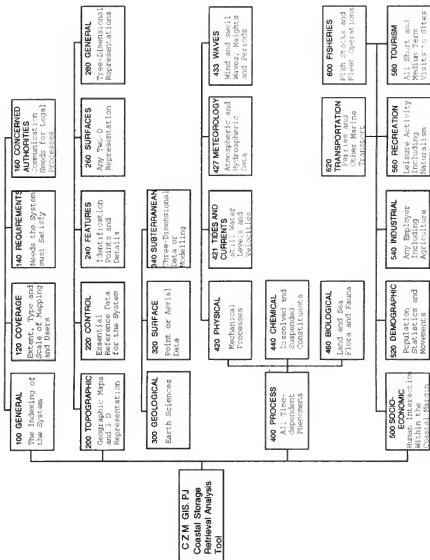 C Z M GIS. PJ
Coastal Storage
Retrieval Analysis
Tool
100 GENERAL
The Indexing of
the System
120 COVERAGE
Extent, Type and
Scale of Mapping
and Users
140 REQUIREMENTS
Needs the System
must Satisfy
160 CONCERNED
AUTHORITIES
Communication
Needs for Legal
Processes
200 TOPOGRAPHIC
Geographic Maps
and 3 D
Representation
220 CONTROL
Essential
Reference Data
for the System
240 FEATURES
Identification
Points and
Details
260 SURFACES
Any Two-D
Representation
280 GENERAL
Tree-Dimensional
Representations
300 GEOLOGICAL
Earth Sciences
320 SURFACE
Point or Aerial
Data
340 SUBTERRANEAN
Three-Dimensional
Data or
Modelling
400 PROCESS
All Time-
dependent
Phenomena
420 PHYSICAL
Mechanical
Processes
421 TIDES AND
CURRENTS
Still Water
Levels and
Velocities
427 METEOROLOGY
Atmospheric and
Hydrospheric
Data
433 WAVES
Wind and Swell
Waves, Heights
and Periods
440 CHEMICAL
Dissolved and
Suspended
Constituents
460 BIOLOGICAL
Land and Sea
Flora and Fauna
500 SOCIO-
ECONOMIC
Human Interaction
Within the
Coastal Margin
520 DEMOGRAPHIC
Population
Statistics and
Movements
540 INDUSTRIAL
Any Employer
Including
Agriculture
560 RECREATION
Leisure Activity
Including
Naturalism
580 TOURISM
All Short and
Medium Term
Visits to Sites
620
TRANSPORTATION
Ferries and
Other Marine
Transport
600 FISHERIES
Fish Stocks and
Fleet Operations